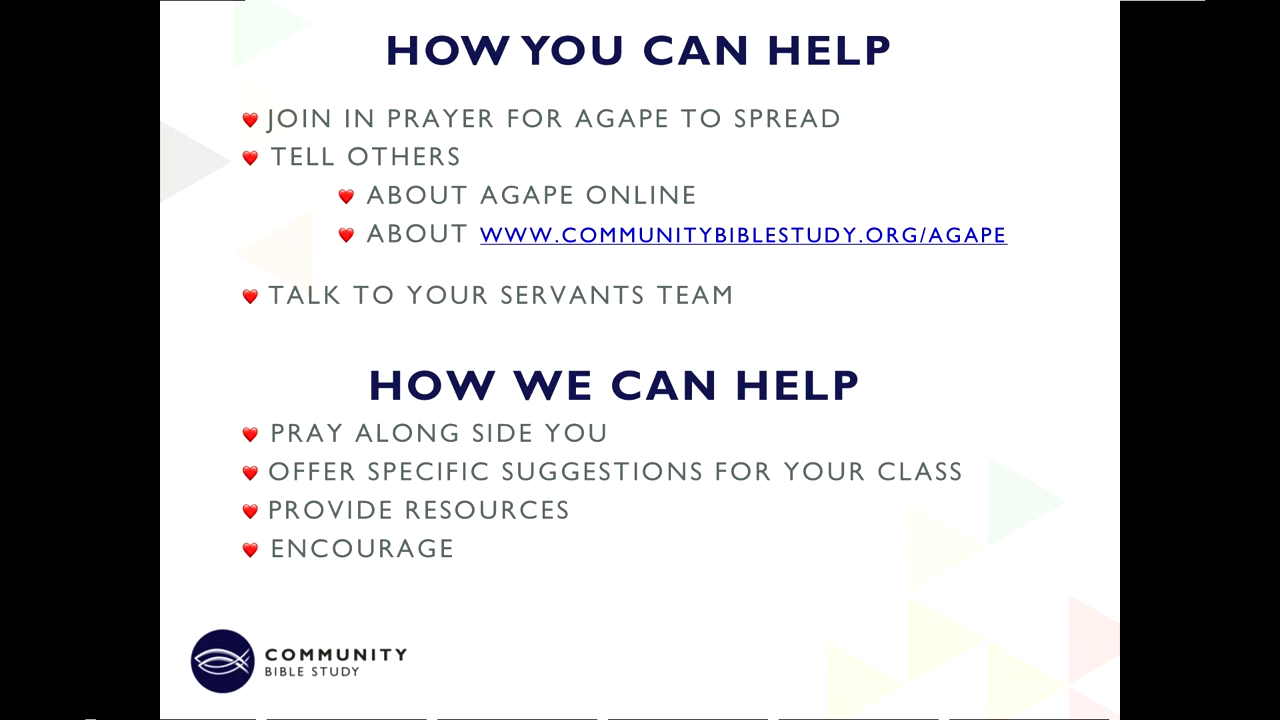 HOW YOU CAN HELP
JOIN IN PRAYER FOR AGAPE TO SPREAD
TELL OTHERS
ABOUT AGAPE ONLINE
ABOUT WWW.COMMUNITYBIBLESTUDY.ORG/AGAPE
TALK TO YOUR SERVANTS TEAM
HOW WE CAN HELP
PRAY ALONG SIDE YOU
OFFER SPECIFIC SUGGESTIONS FOR YOUR CLASS
PROVIDE RESOURCES
ENCOURAGE
COMMUNITY
BIBLE STUDY